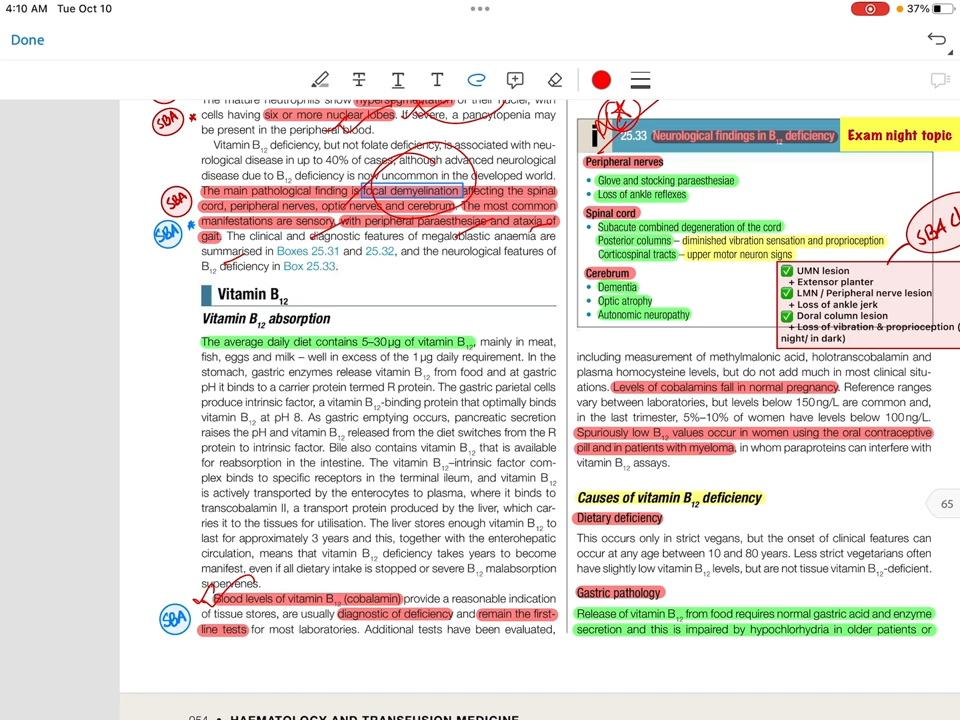 4:10 AM Tue Oct 10
37%
Done
The mature neutrophils show hypersegmentation of their nuclei, with
cells having six or more nuclear lobes. If severe, a pancytopenia may
be present in the peripheral blood.
Vitamin B12 deficiency, but not folate deficiency, is associated with neu-
rological disease in up to 40% of cases, although advanced neurological
disease due to B12 deficiency is now uncommon in the developed world.
The main pathological finding is focal demyelination affecting the spinal
cord, peripheral nerves, optic nerves and cerebrum. The most common
manifestations are sensory, with peripheral paraesthesiae and ataxia of
gait. The clinical and diagnostic features of megaloblastic anaemia are
summarised in Boxes 25.31 and 25.32, and the neurological features of
B12 deficiency in Box 25.33.
SBA
SBA
SBA
Vitamin B12
Vitamin B12 absorption
The average daily diet contains 5–30 µg of vitamin B12, mainly in meat,
fish, eggs and milk – well in excess of the 1 µg daily requirement. In the
stomach, gastric enzymes release vitamin B12 from food and at gastric
pH it binds to a carrier protein termed R protein. The gastric parietal cells
produce intrinsic factor, a vitamin B12-binding protein that optimally binds
vitamin B12 at pH 8. As gastric emptying occurs, pancreatic secretion
raises the pH and vitamin B12 released from the diet switches from the R
protein to intrinsic factor. Bile also contains vitamin B12 that is available
for reabsorption in the intestine. The vitamin B12–intrinsic factor com-
plex binds to specific receptors in the terminal ileum, and vitamin B12
is actively transported by the enterocytes to plasma, where it binds to
transcobalamin II, a transport protein produced by the liver, which car-
ries it to the tissues for utilisation. The liver stores enough vitamin B12 to
last for approximately 3 years and this, together with the enterohepatic
circulation, means that vitamin B12 deficiency takes years to become
manifest, even if all dietary intake is stopped or severe B12 malabsorption
supervenes.
Blood levels of vitamin B12 (cobalamin) provide a reasonable indication
of tissue stores, are usually diagnostic of deficiency and remain the first-
line tests for most laboratories. Additional tests have been evaluated,
SBA
i 25.33 Neurological findings in B12 deficiency
Exam night topic
Peripheral nerves
• Glove and stocking paraesthesiae
• Loss of ankle reflexes
Spinal cord
• Subacute combined degeneration of the cord
Posterior columns – diminished vibration sensation and proprioception
Corticospinal tracts – upper motor neuron signs
Cerebrum
• Dementia
• Optic atrophy
• Autonomic neuropathy
SBA
✅ UMN lesion
+ Extensor planter
✅ LMN / Peripheral nerve lesion
+ Loss of ankle jerk
✅ Doral column lesion
+ Loss of vibration & proprioception (
night/ in dark)
including measurement of methylmalonic acid, holotranscobalamin and
plasma homocysteine levels, but do not add much in most clinical situ-
ations. Levels of cobalamins fall in normal pregnancy. Reference ranges
vary between laboratories, but levels below 150 ng/L are common and,
in the last trimester, 5%–10% of women have levels below 100 ng/L.
Spuriously low B12 values occur in women using the oral contraceptive
pill and in patients with myeloma, in whom paraproteins can interfere with
vitamin B12 assays.
65
Causes of vitamin B12 deficiency
Dietary deficiency
This occurs only in strict vegans, but the onset of clinical features can
occur at any age between 10 and 80 years. Less strict vegetarians often
have slightly low vitamin B12 levels, but are not tissue vitamin B12-deficient.
Gastric pathology
Release of vitamin B12 from food requires normal gastric acid and enzyme
secretion and this is impaired by hypochlorhydria in older patients or
954 • HAEMATOLOGY AND TRANSFUSION MEDICINE